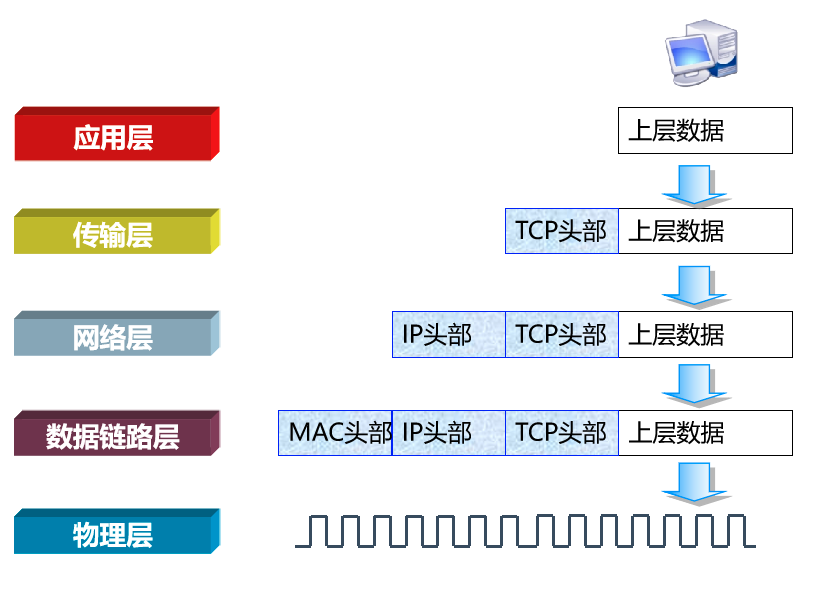 应用层
上层数据
传输层
TCP头部 上层数据
网络层
IP头部 TCP头部 上层数据
数据链路层
MAC头部 IP头部 TCP头部 上层数据
物理层